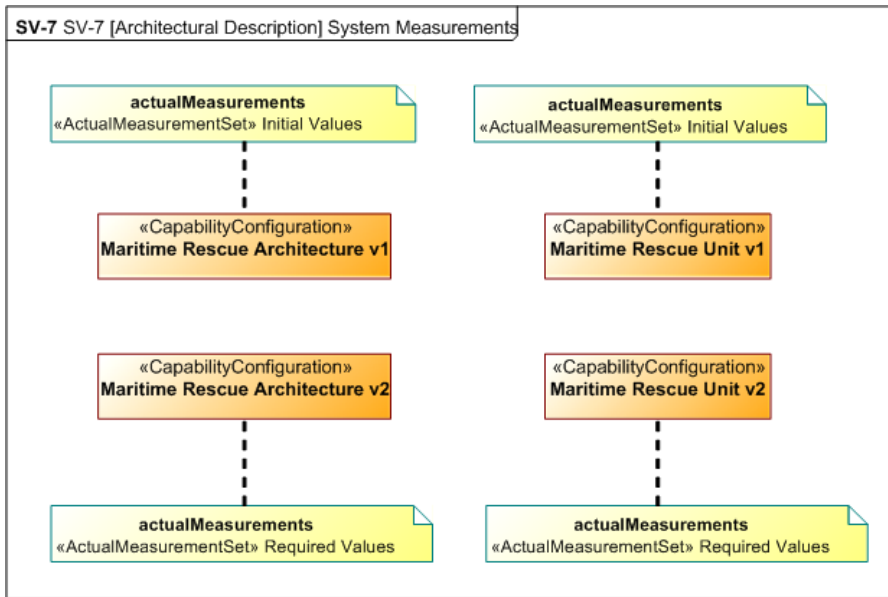 SV-7 SV-7 [Architectural Description] System Measurements
actualMeasurements
«ActualMeasurementSet» Initial Values
actualMeasurements
«ActualMeasurementSet» Initial Values
«CapabilityConfiguration»
Maritime Rescue Architecture v1
«CapabilityConfiguration»
Maritime Rescue Unit v1
«CapabilityConfiguration»
Maritime Rescue Architecture v2
«CapabilityConfiguration»
Maritime Rescue Unit v2
actualMeasurements
«ActualMeasurementSet» Required Values
actualMeasurements
«ActualMeasurementSet» Required Values